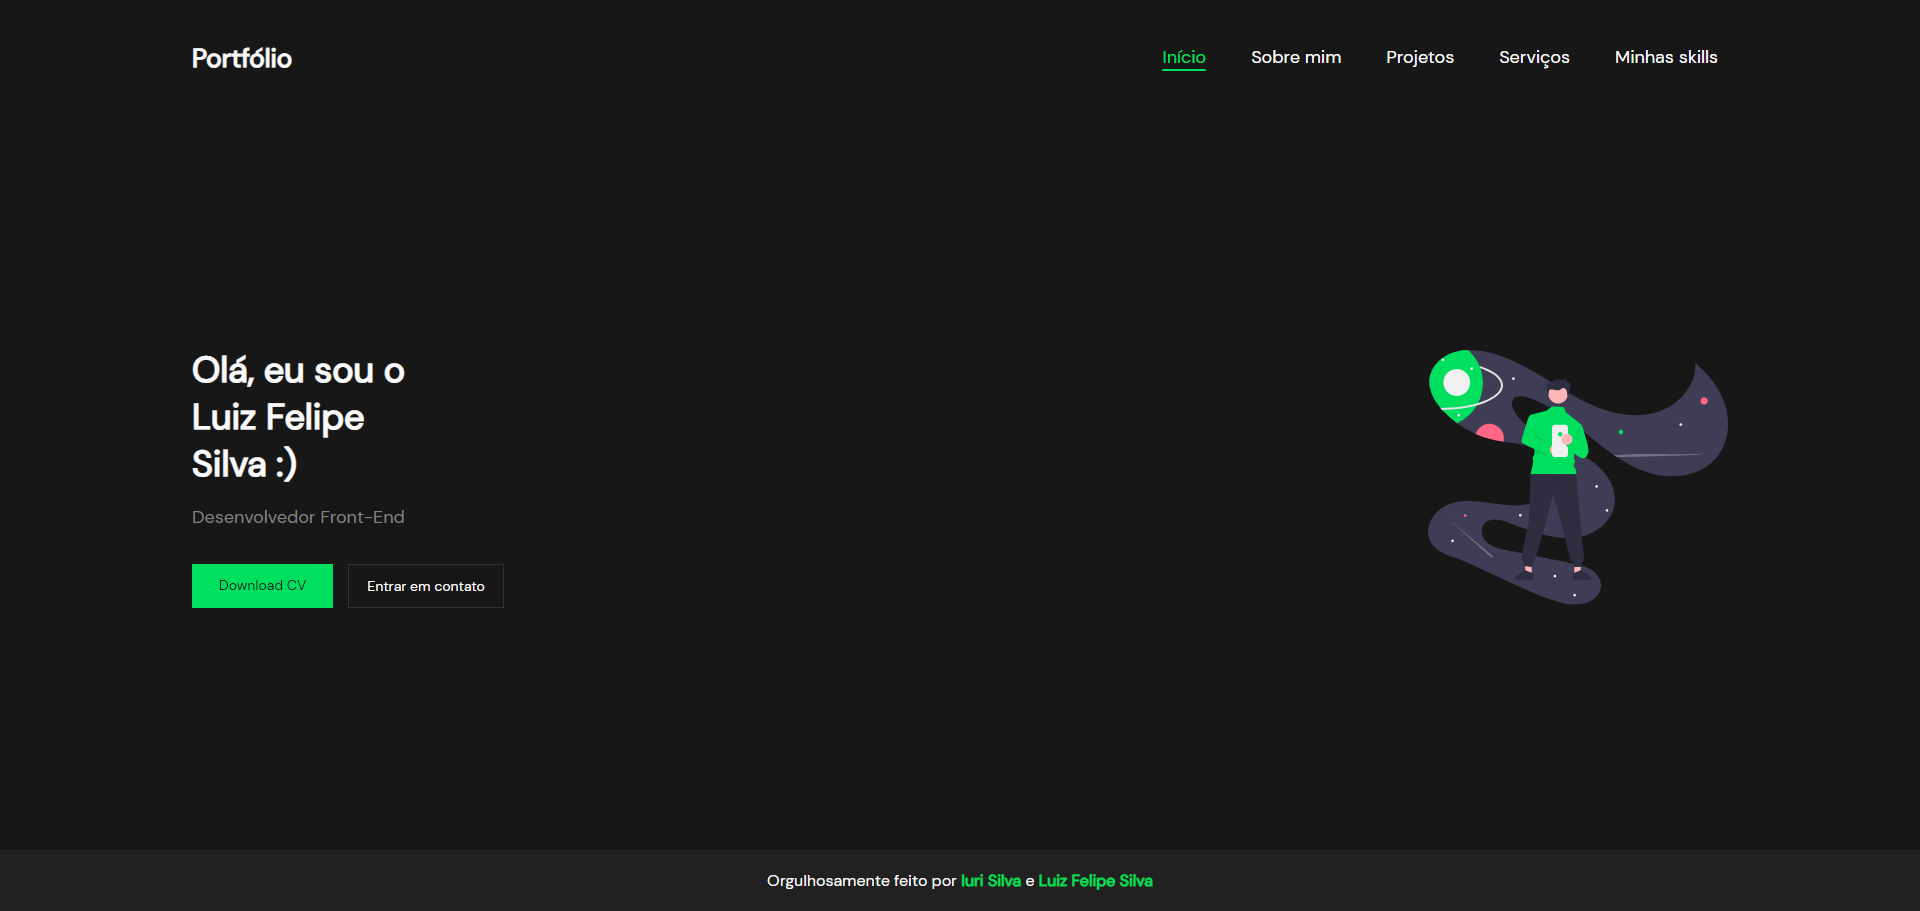 Portfólio
Início Sobre mim Projetos Serviços Minhas skills
Olá, eu sou o
Luiz Felipe
Silva :)
Desenvolvedor Front-End
Download CV Entrar em contato
Orgulhosamente feito por Iuri Silva e Luiz Felipe Silva